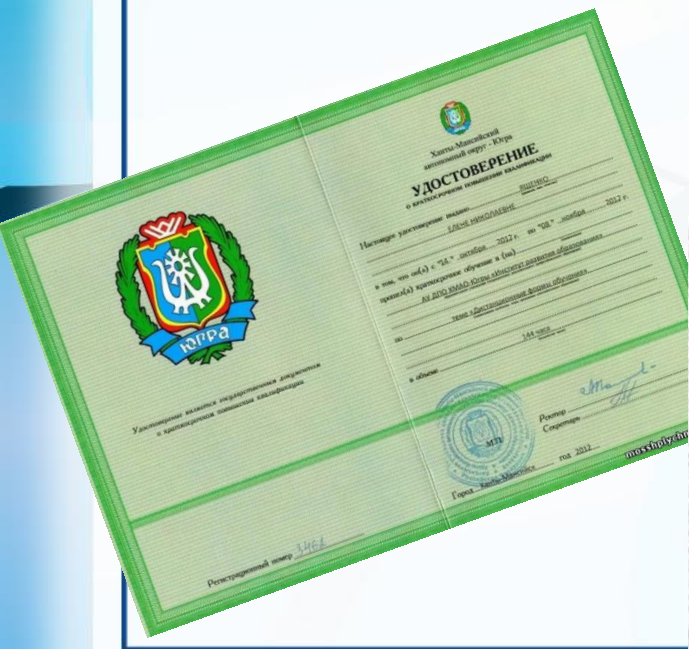 ЮГРА
Удостоверение является государственным документом
о краткосрочном повышении квалификации
Регистрационный номер
Ханты-Мансийский
автономный округ - Югра
УДОСТОВЕРЕНИЕ
О КРАТКОСРОЧНОМ ПОВЫШЕНИИ КВАЛИФИКАЦИИ
Настоящее удостоверение выдано ЯЩЕНКО
ЕЛЕНЕ НИКОЛАЕВНЕ
в том, что он(а) с октября 2012 г. по "08" ноября 2012 г.
прошел(а) краткосрочное обучение в (на)
АУ ДПО ХМАО-Югры «Институт развития образования»
по теме «Дистанционные формы обучения»
в объеме 144 часа
Ректор
Секретарь
М.П.
Город Ханты-Мансийск год 2012